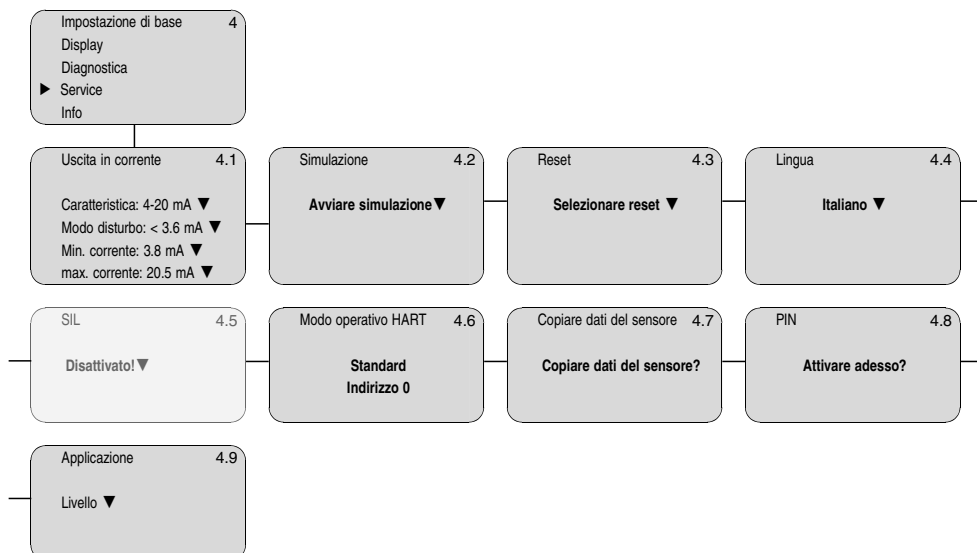 Impostazione di base 4
Display
Diagnostica
▶ Service
Info
Uscita in corrente 4.1
Caratteristica: 4-20 mA ▼
Modo disturbo: < 3.6 mA ▼
Min. corrente: 3.8 mA ▼
max. corrente: 20.5 mA ▼
Simulazione 4.2
Avviare simulazione▼
Reset 4.3
Selezionare reset ▼
Lingua 4.4
Italiano ▼
SIL 4.5
Disattivato!▼
Modo operativo HART 4.6
Standard
Indirizzo 0
Copiare dati del sensore 4.7
Copiare dati del sensore?
PIN 4.8
Attivare adesso?
Applicazione 4.9
Livello ▼